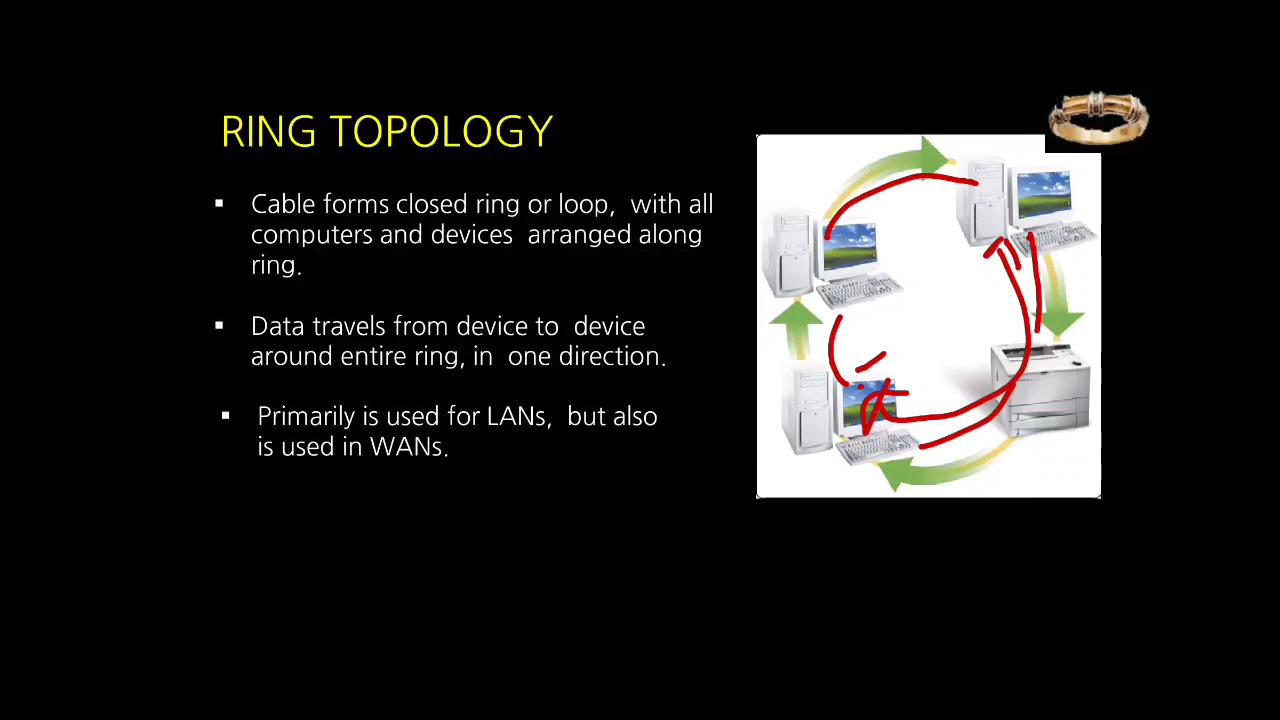 RING TOPOLOGY
▪ Cable forms closed ring or loop, with all
computers and devices arranged along
ring.
▪ Data travels from device to device
around entire ring, in one direction.
▪ Primarily is used for LANs, but also
is used in WANs.